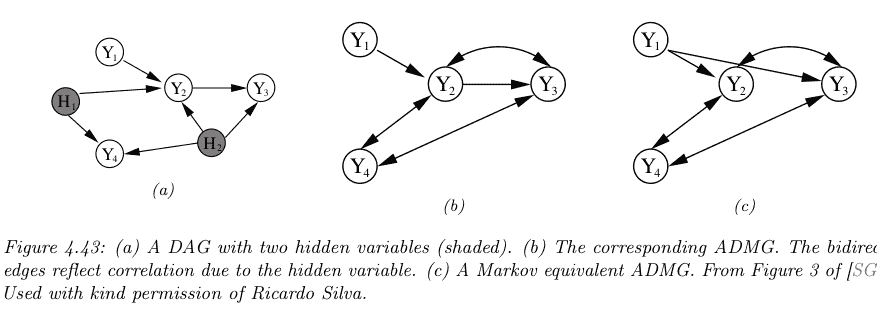 Y1
H1
Y2
Y3
Y4
H2
(a)
Y1
Y2
Y3
Y4
(b)
Y1
Y2
Y3
Y4
(c)
Figure 4.43: (a) A DAG with two hidden variables (shaded). (b) The corresponding ADMG. The bidirec
edges reflect correlation due to the hidden variable. (c) A Markov equivalent ADMG. From Figure 3 of [SG
Used with kind permission of Ricardo Silva.